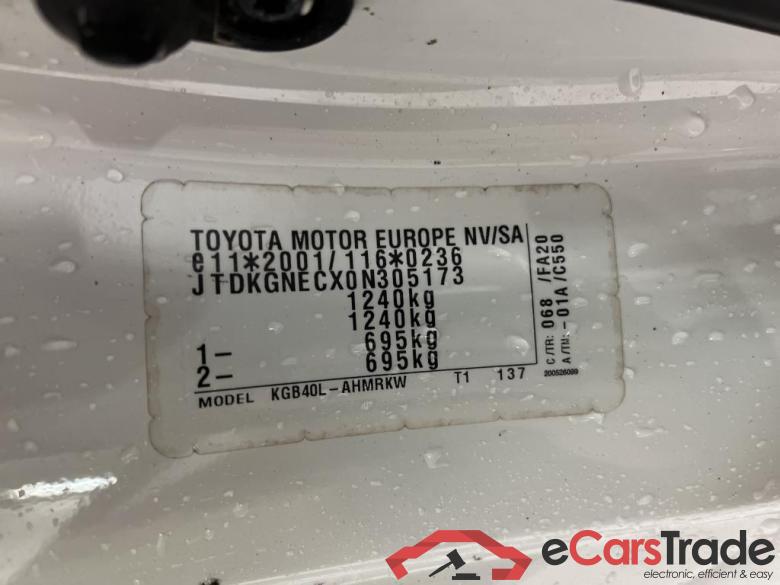 TOYOTA MOTOR EUROPE NV/SA
e11*2001/116*0236
JTDKGNECX0N305173
1240kg
1240kg
1- 695kg
2- 695kg
MODEL KGB40L-AHMRKW T1 137
C/TR: 068 /FA20
A/TM: -01A/C550
200526099
eCarsTrade
electronic, efficient & easy